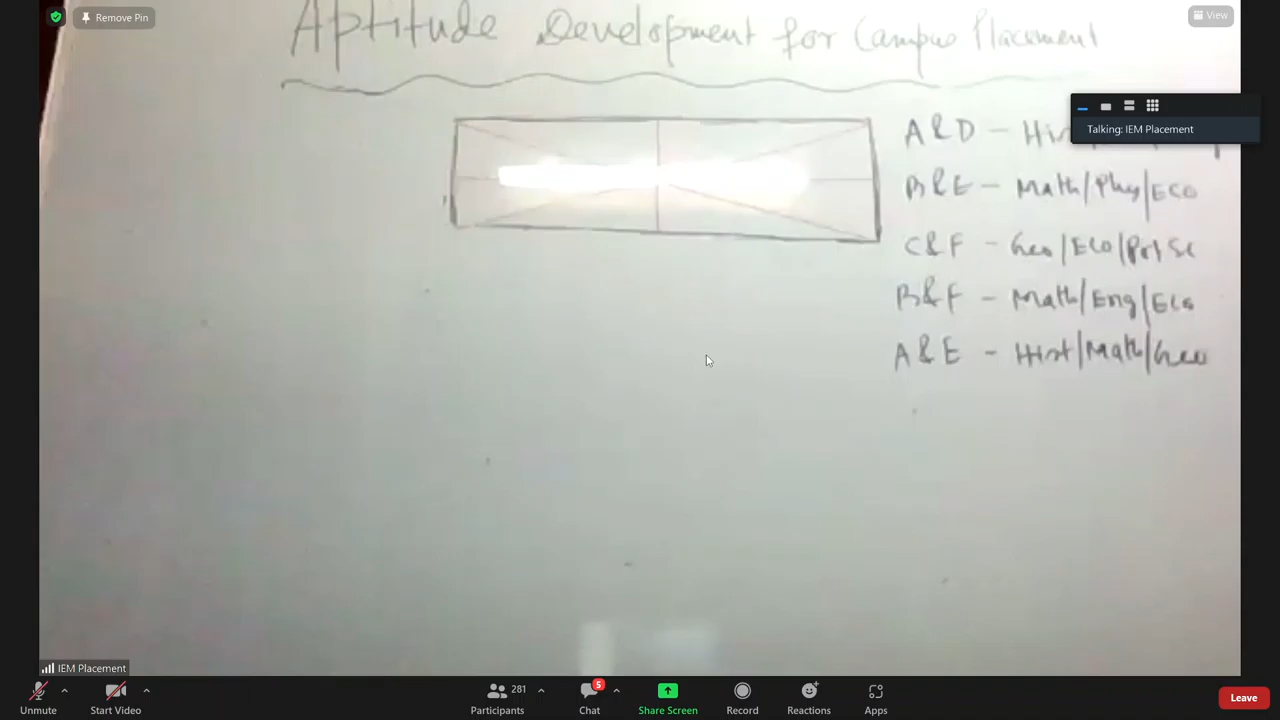 Remove Pin
View
Aptitude Development for Campus Placement
Talking: IEM Placement
A & D -
B & E - Math/Phy/ECO
C & F - Geo/ECO/Pol Sc
B & F - Math/Eng/Eco
A & E - Hist/Math/Geo
IEM Placement
Unmute
Start Video
281
Participants
5
Chat
Share Screen
Record
Reactions
Apps
Leave